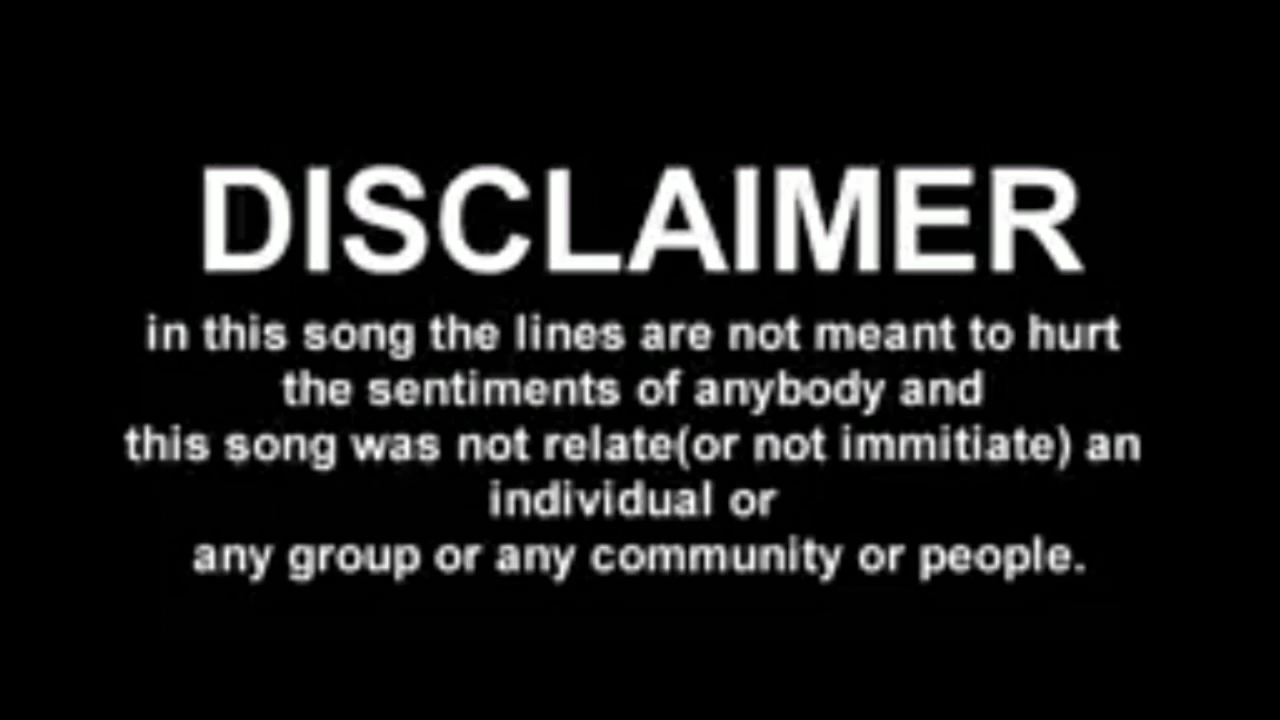 DISCLAIMER
in this song the lines are not meant to hurt
the sentiments of anybody and
this song was not relate(or not immitiate) an
individual or
any group or any community or people.